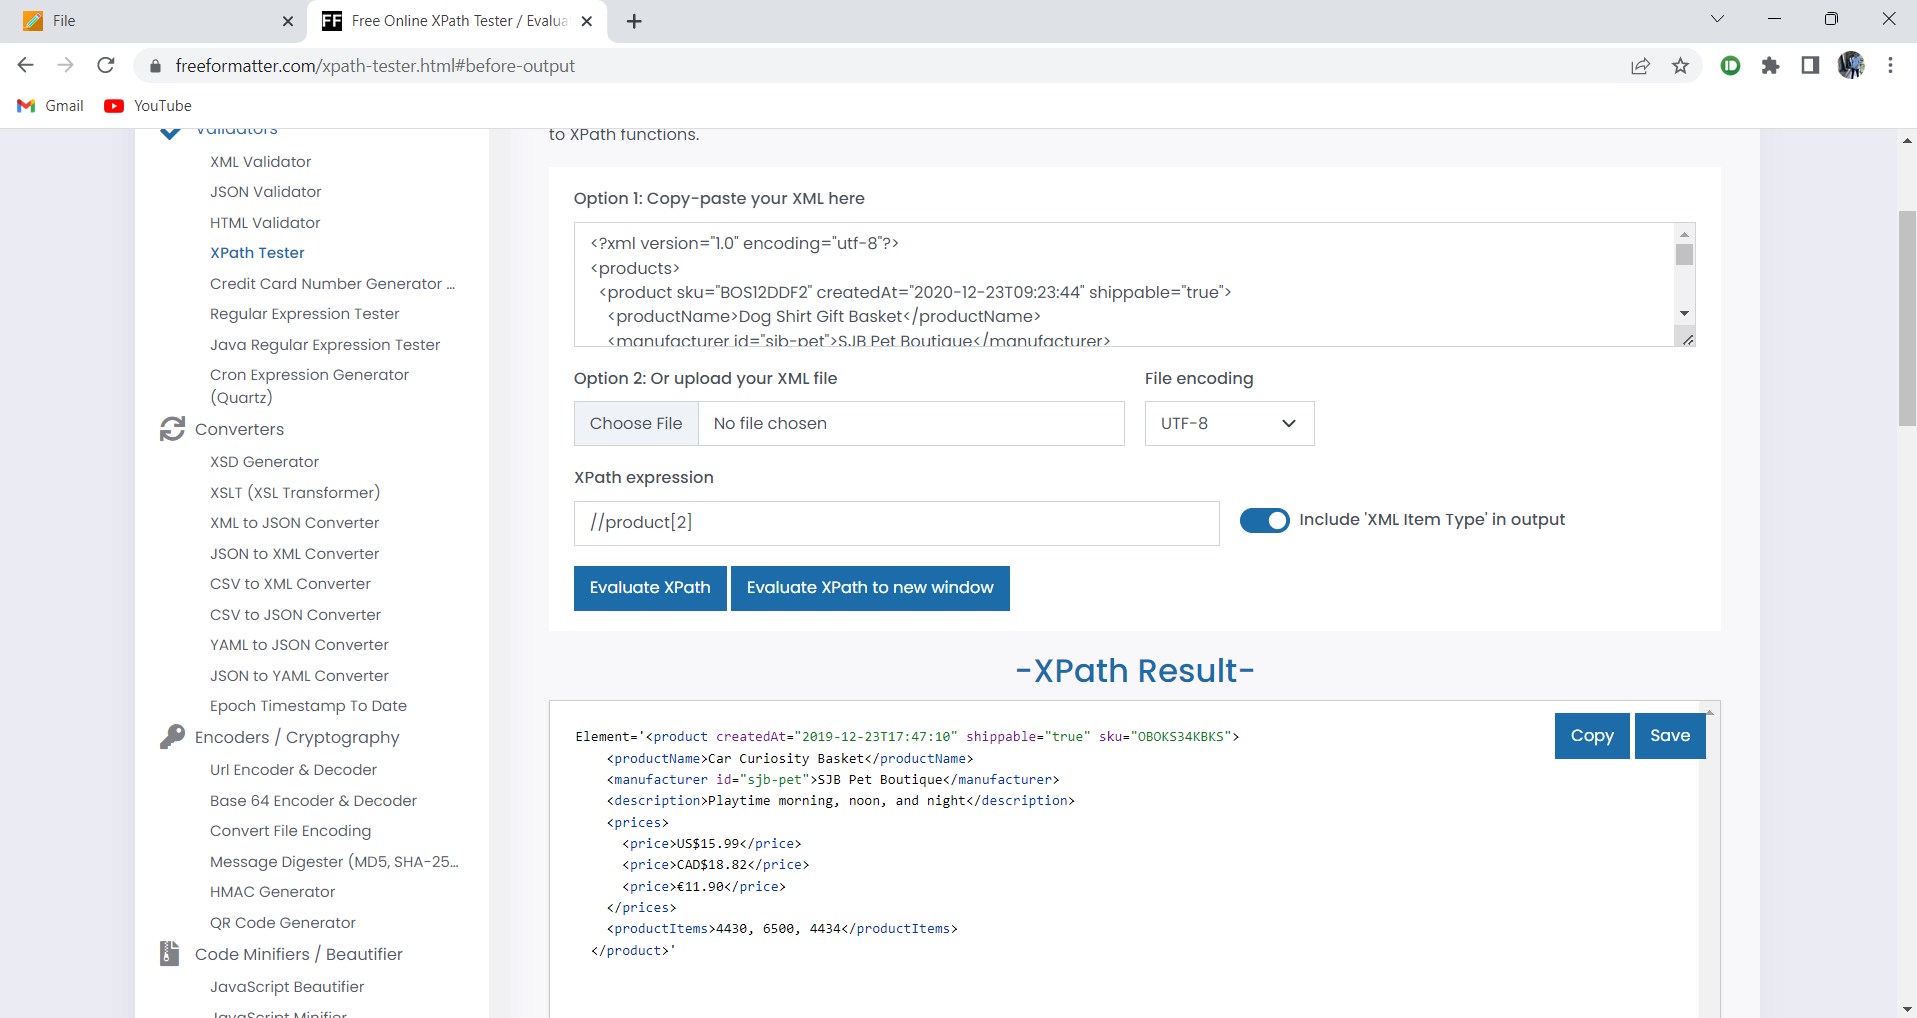 File
FF Free Online XPath Tester / Evalua
freeformatter.com/xpath-tester.html#before-output
Gmail
YouTube
Validators
XML Validator
JSON Validator
HTML Validator
XPath Tester
Credit Card Number Generator ...
Regular Expression Tester
Java Regular Expression Tester
Cron Expression Generator
(Quartz)
Converters
XSD Generator
XSLT (XSL Transformer)
XML to JSON Converter
JSON to XML Converter
CSV to XML Converter
CSV to JSON Converter
YAML to JSON Converter
JSON to YAML Converter
Epoch Timestamp To Date
Encoders / Cryptography
Url Encoder & Decoder
Base 64 Encoder & Decoder
Convert File Encoding
Message Digester (MD5, SHA-25...
HMAC Generator
QR Code Generator
Code Minifiers / Beautifier
JavaScript Beautifier
JavaScript Minifier
to XPath functions.
Option 1: Copy-paste your XML here
<?xml version="1.0" encoding="utf-8"?>
<products>
<product sku="BOS12DDF2" createdAt="2020-12-23T09:23:44" shippable="true">
<productName>Dog Shirt Gift Basket</productName>
<manufacturer id="sjb-pet">SJB Pet Boutique</manufacturer>
Option 2: Or upload your XML file
File encoding
Choose File
No file chosen
UTF-8
XPath expression
//product[2]
Include 'XML Item Type' in output
Evaluate XPath
Evaluate XPath to new window
-XPath Result-
Copy
Save
Element='<product createdAt="2019-12-23T17:47:10" shippable="true" sku="OBOKS34KBKS">
<productName>Car Curiosity Basket</productName>
<manufacturer id="sjb-pet">SJB Pet Boutique</manufacturer>
<description>Playtime morning, noon, and night</description>
<prices>
<price>US$15.99</price>
<price>CAD$18.82</price>
<price>€11.90</price>
</prices>
<productItems>4430, 6500, 4434</productItems>
</product>'